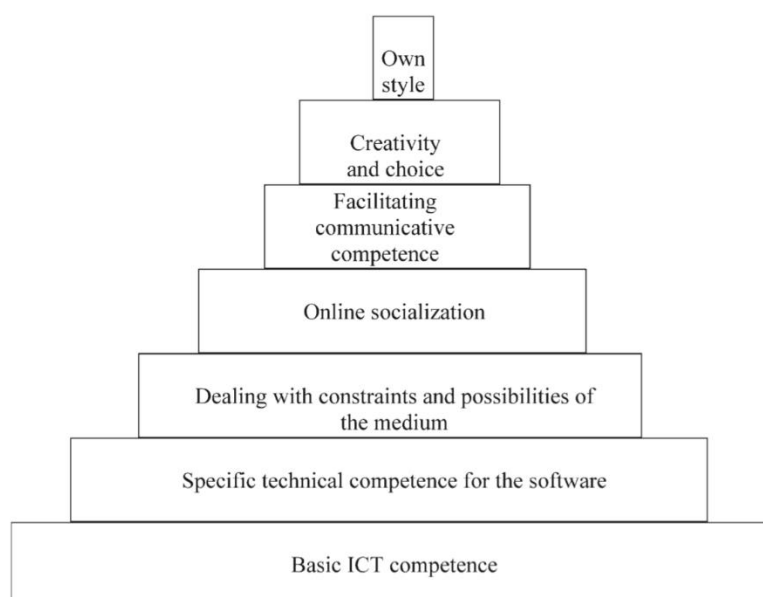 Own
style
Creativity
and choice
Facilitating
communicative
competence
Online socialization
Dealing with constraints and possibilities of
the medium
Specific technical competence for the software
Basic ICT competence